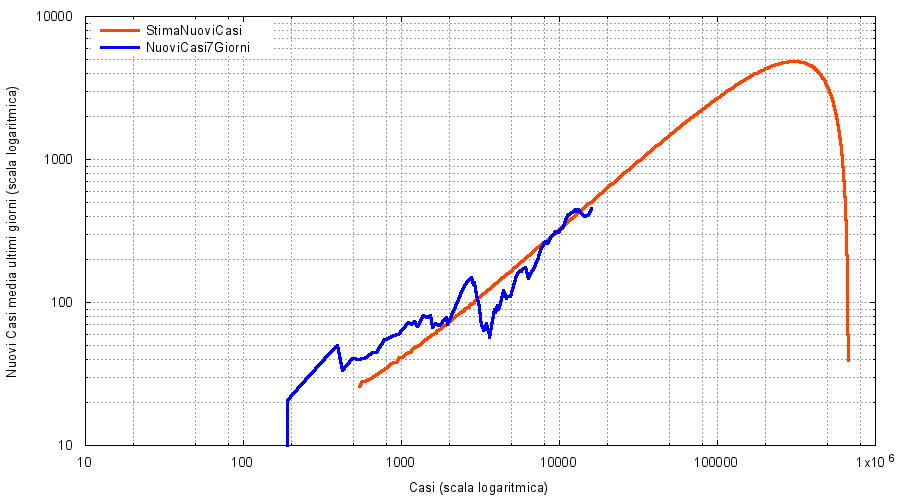 10000
StimaNuoviCasi
NuoviCasi7Giorni
1000
100
10
Nuovi Casi media ultimi giorni (scala logaritmica)
10
100
1000
10000
100000
1x10 6
Casi (scala logaritmica)